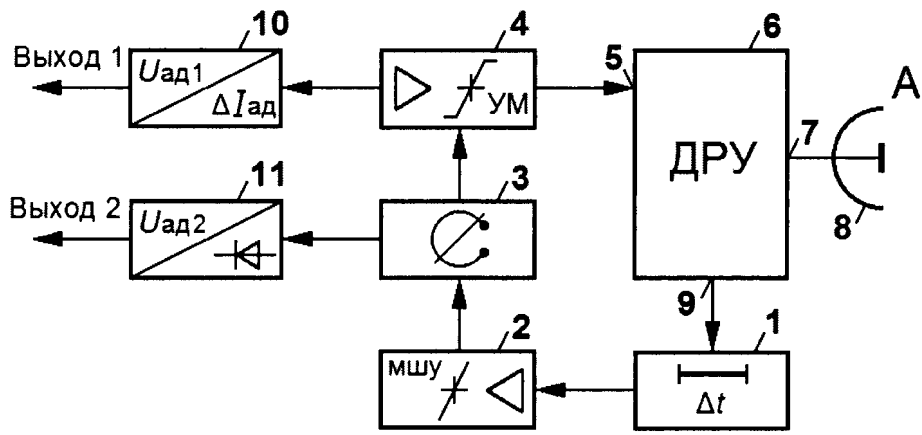 10
4
6
Выход 1
Uад1
ΔIад
УМ
5
А
ДРУ
7
11
3
8
Выход 2
Uад2
9
2
1
МШУ
Δt